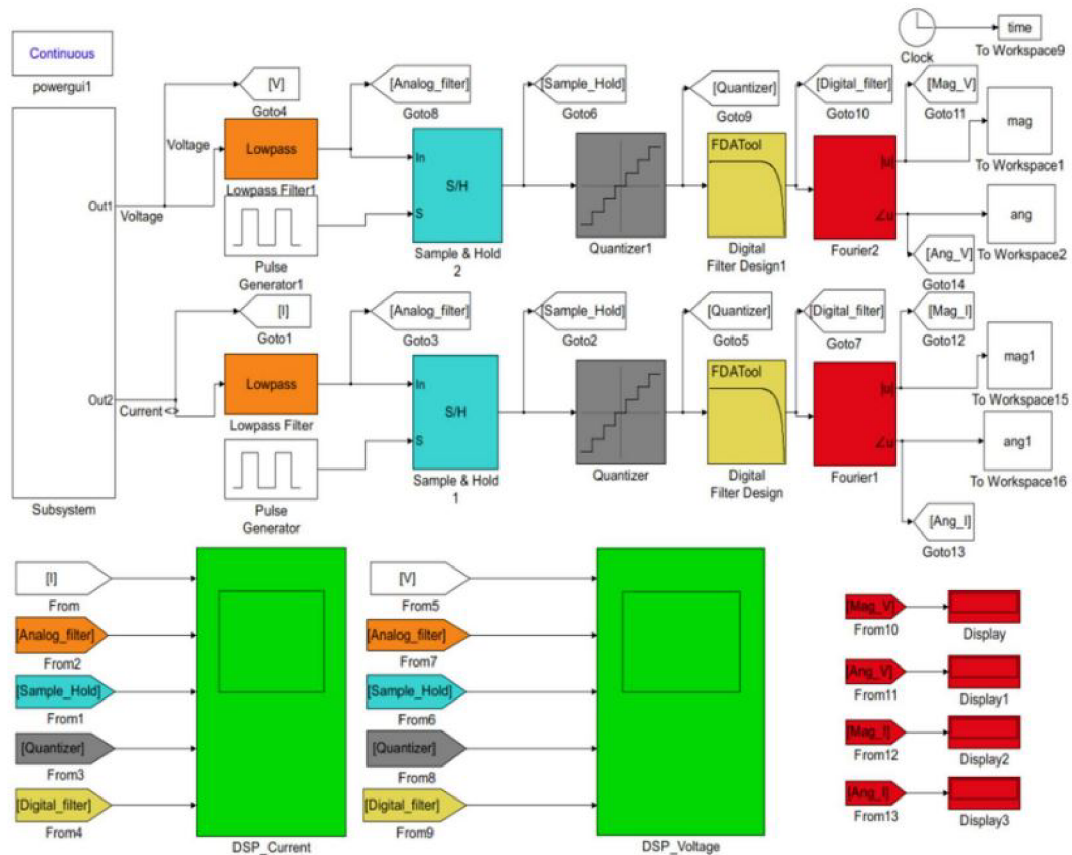 Continuous
powergui1
time
Clock
To Workspace9
[V]
Goto4
[Analog_filter]
Goto8
[Sample_Hold]
Goto6
[Quantizer]
Goto9
[Digital_filter]
Goto10
[Mag_V]
Goto11
Voltage
Lowpass
Lowpass Filter1
In
S/H
S
Sample & Hold
2
Quantizer1
FDATool
Digital
Filter Design1
|u|
∠u
Fourier2
mag
To Workspace1
ang
To Workspace2
[Ang_V]
Goto14
Out1
Voltage
Pulse
Generator1
[I]
Goto1
[Analog_filter]
Goto3
[Sample_Hold]
Goto2
[Quantizer]
Goto5
[Digital_filter]
Goto7
[Mag_I]
Goto12
Out2
Current <>
Lowpass
Lowpass Filter
In
S/H
S
Sample & Hold
1
Quantizer
FDATool
Digital
Filter Design
|u|
∠u
Fourier1
mag1
To Workspace15
ang1
To Workspace16
[Ang_I]
Goto13
Subsystem
Pulse
Generator
[I]
From
[Analog_filter]
From2
[Sample_Hold]
From1
[Quantizer]
From3
[Digital_filter]
From4
DSP_Current
[V]
From5
[Analog_filter]
From7
[Sample_Hold]
From6
[Quantizer]
From8
[Digital_filter]
From9
DSP_Voltage
[Mag_V]
From10
Display
[Ang_V]
From11
Display1
[Mag_I]
From12
Display2
[Ang_I]
From13
Display3